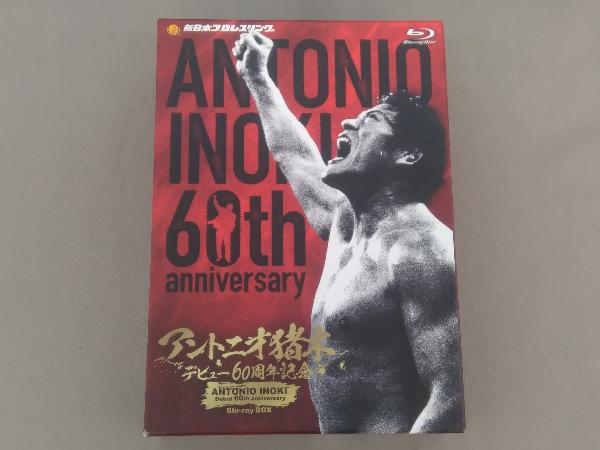 新日本プロレスリング
Blu-ray Disc
ANTONIO
INOKI
60th
anniversary
アントニオ猪木
デビュー60周年記念
ANTONIO INOKI
Debut 60th anniversary
Blu-ray BOX